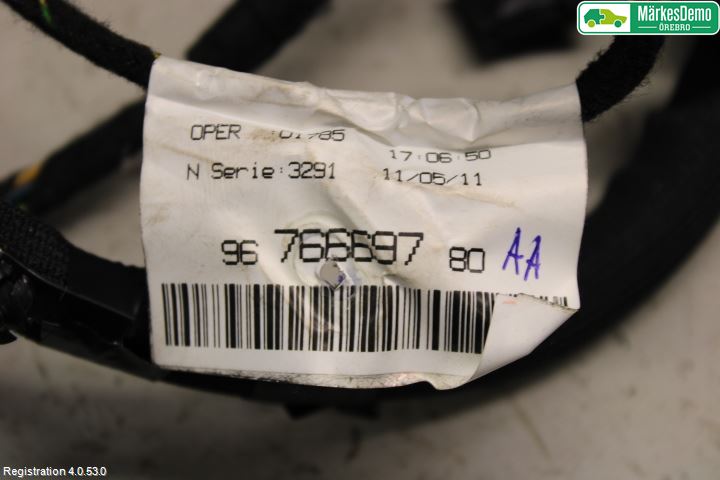 MärkesDemo
ÖREBRO
OPER :01785
17:06:50
N Serie:3291 11/05/11
96 766697 80 AA
Registration 4.0.53.0